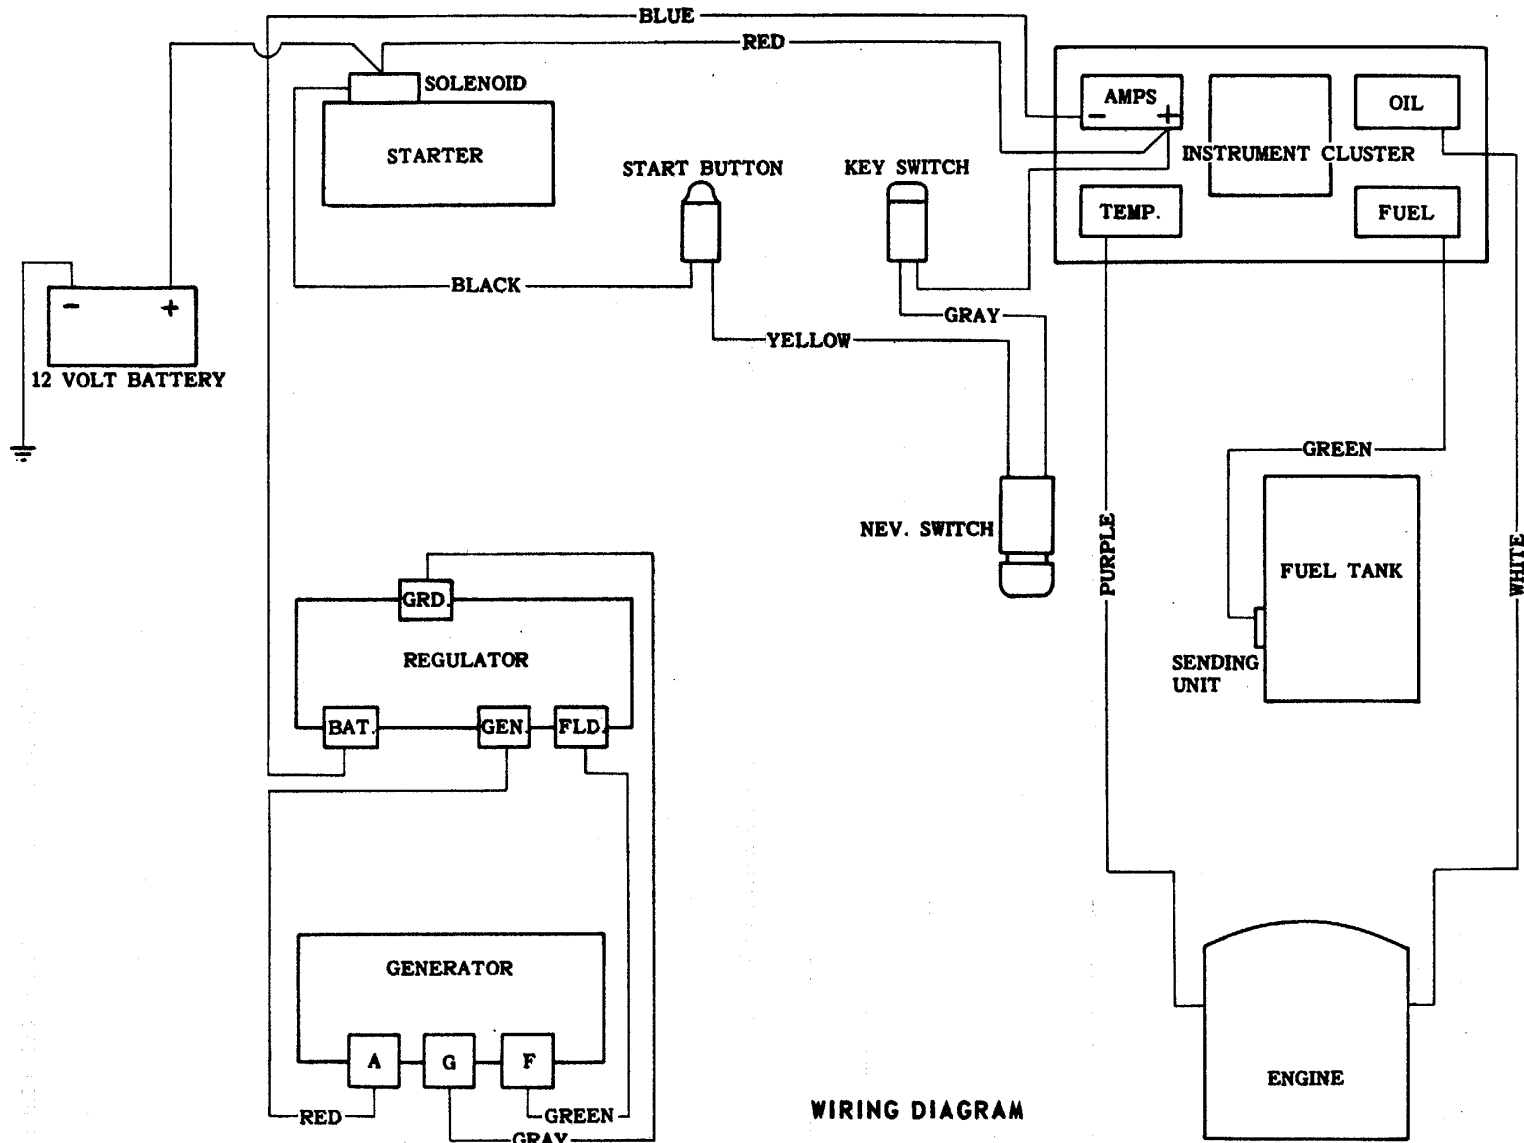 BLUE
RED
SOLENOID
STARTER
START BUTTON
KEY SWITCH
AMPS
- +
OIL
INSTRUMENT CLUSTER
TEMP.
FUEL
BLACK
GRAY
YELLOW
- +
12 VOLT BATTERY
GREEN
NEV. SWITCH
PURPLE
WHITE
FUEL TANK
SENDING
UNIT
GRD.
REGULATOR
BAT.
GEN.
FLD.
GENERATOR
A
G
F
RED
GREEN
GRAY
ENGINE
WIRING DIAGRAM